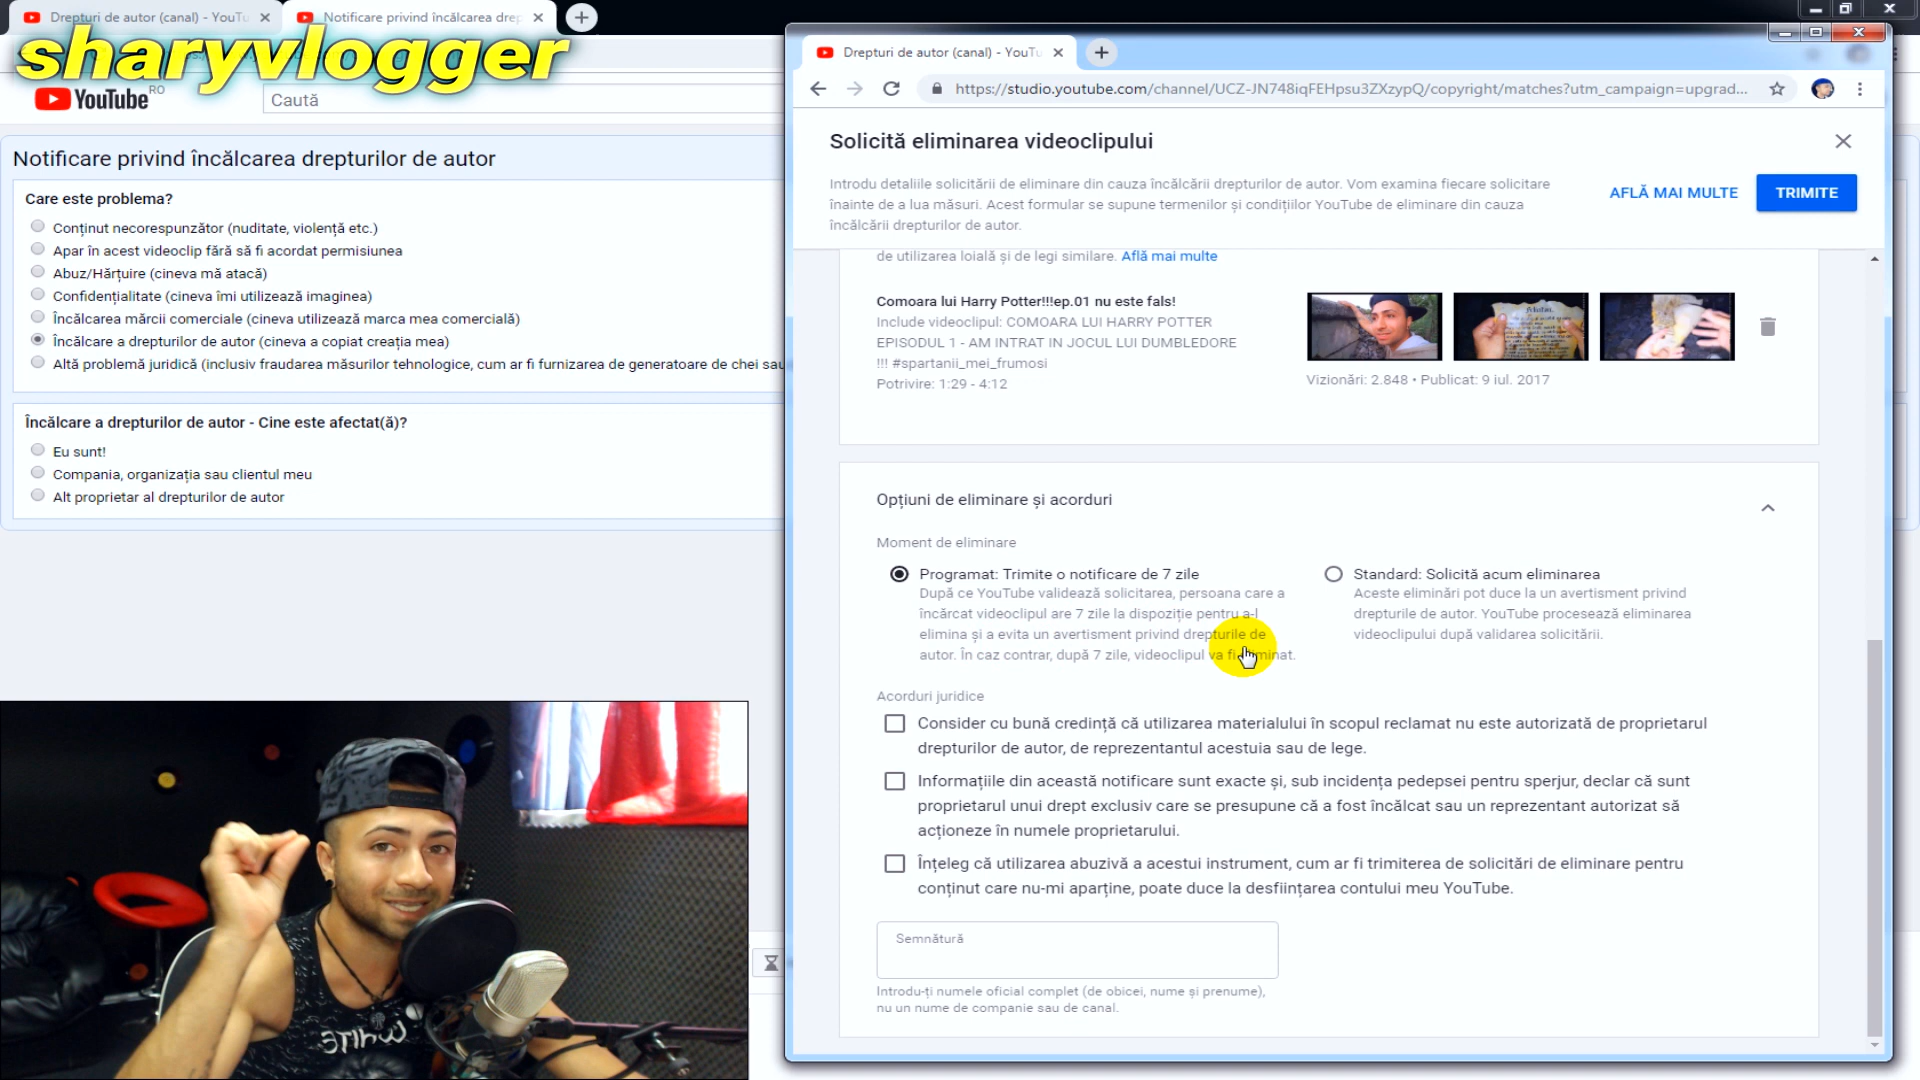 Drepturi de autor (canal) - YouTu
Notificare privind încălcarea drep
sharyvlogger
YouTube RO
Caută
Notificare privind încălcarea drepturilor de autor
Care este problema?
Conținut necorespunzător (nuditate, violență etc.)
Apar în acest videoclip fără să fi acordat permisiunea
Abuz/Hărțuire (cineva mă atacă)
Confidențialitate (cineva îmi utilizează imaginea)
Încălcarea mărcii comerciale (cineva utilizează marca mea comercială)
Încălcare a drepturilor de autor (cineva a copiat creația mea)
Altă problemă juridică (inclusiv fraudarea măsurilor tehnologice, cum ar fi furnizarea de generatoare de chei sau
Încălcare a drepturilor de autor - Cine este afectat(ă)?
Eu sunt!
Compania, organizația sau clientul meu
Alt proprietar al drepturilor de autor
Drepturi de autor (canal) - YouTu
https://studio.youtube.com/channel/UCZ-JN748iqFEHpsu3ZXzypQ/copyright/matches?utm_campaign=upgrad...
Solicită eliminarea videoclipului
Introdu detaliile solicitării de eliminare din cauza încălcării drepturilor de autor. Vom examina fiecare solicitare
înainte de a lua măsuri. Acest formular se supune termenilor și condițiilor YouTube de eliminare din cauza
încălcării drepturilor de autor.
AFLĂ MAI MULTE
TRIMITE
de utilizarea loială și de legi similare. Află mai multe
Comoara lui Harry Potter!!!ep.01 nu este fals!
Include videoclipul: COMOARA LUI HARRY POTTER
EPISODUL 1 - AM INTRAT IN JOCUL LUI DUMBLEDORE
!!! #spartanii_mei_frumosi
Potrivire: 1:29 - 4:12
Vizionări: 2.848 • Publicat: 9 iul. 2017
Opțiuni de eliminare și acorduri
Moment de eliminare
Programat: Trimite o notificare de 7 zile
După ce YouTube validează solicitarea, persoana care a
încărcat videoclipul are 7 zile la dispoziție pentru a-l
elimina și a evita un avertisment privind drepturile de
autor. În caz contrar, după 7 zile, videoclipul va fi eliminat.
Standard: Solicită acum eliminarea
Aceste eliminări pot duce la un avertisment privind
drepturile de autor. YouTube procesează eliminarea
videoclipului după validarea solicitării.
Acorduri juridice
Consider cu bună credință că utilizarea materialului în scopul reclamat nu este autorizată de proprietarul
drepturilor de autor, de reprezentantul acestuia sau de lege.
Informațiile din această notificare sunt exacte și, sub incidența pedepsei pentru sperjur, declar că sunt
proprietarul unui drept exclusiv care se presupune că a fost încălcat sau un reprezentant autorizat să
acționeze în numele proprietarului.
Înțeleg că utilizarea abuzivă a acestui instrument, cum ar fi trimiterea de solicitări de eliminare pentru
conținut care nu-mi aparține, poate duce la desființarea contului meu YouTube.
Semnătură
Introdu-ți numele oficial complet (de obicei, nume și prenume),
nu un nume de companie sau de canal.
WHITE